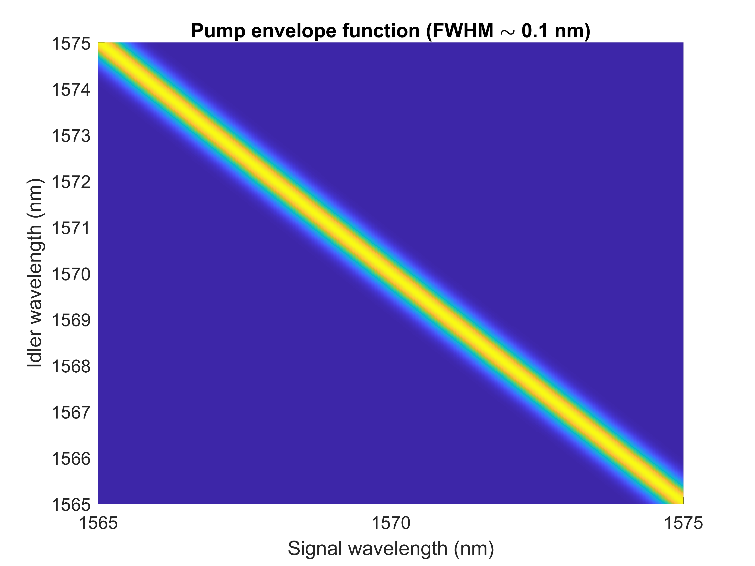 Pump envelope function (FWHM ∼ 0.1 nm)
1575
1574
1573
1572
1571
1570
1569
1568
1567
1566
1565
Idler wavelength (nm)
1565 1570 1575
Signal wavelength (nm)